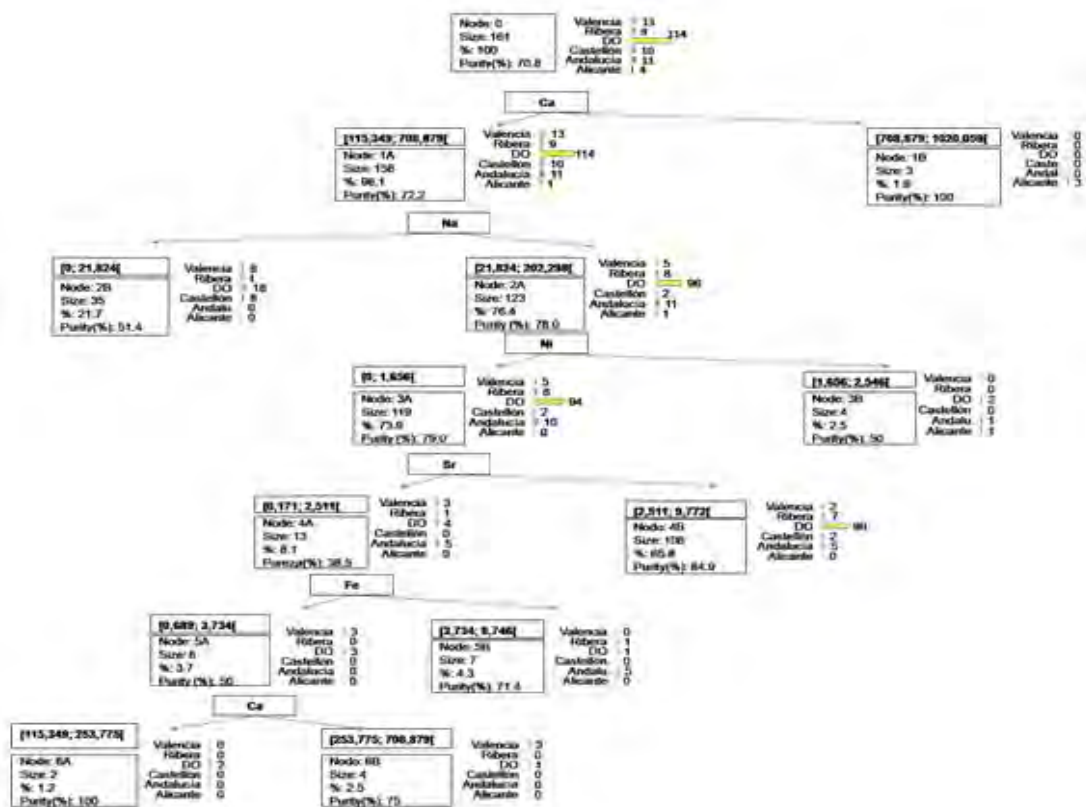 Node: 0
Size: 161
%: 100
Purity(%): 70.8
Valencia 13
Ribera 9
DO 114
Castellón 10
Andalucía 11
Alicante 4
Ca
[115,349; 708,879[
Node: 1A
Size: 158
%: 98.1
Purity(%): 72.2
Valencia 13
Ribera 9
DO 114
Castellón 10
Andalucía 11
Alicante 1
[708,879; 1020,059[
Node: 1B
Size: 3
%: 1.9
Purity(%): 100
Valencia 0
Ribera 0
DO 0
Caste 0
Andal 0
Alicante 3
Na
[0; 21,824[
Node: 2B
Size: 35
%: 21.7
Purity(%): 51.4
Valencia 8
Ribera 1
DO 18
Castellón 8
Andalu 0
Alicante 0
[21,824; 202,298[
Node: 2A
Size: 123
%: 76.4
Purity(%): 78.0
Valencia 5
Ribera 8
DO 96
Castellón 2
Andalucía 11
Alicante 1
Ni
[0; 1,656[
Node: 3A
Size: 119
%: 73.9
Purity(%): 79.0
Valencia 5
Ribera 8
DO 94
Castellón 2
Andalucía 10
Alicante 0
[1,656; 2,546[
Node: 3B
Size: 4
%: 2.5
Purity(%): 50
Valencia 0
Ribera 0
DO 2
Castellón 0
Andalu 1
Alicante 1
Sr
[0,171; 2,511[
Node: 4A
Size: 13
%: 8.1
38.5
Valencia 3
Ribera 1
DO 4
Castellón 0
Andalucía 5
Alicante 0
[2,511; 9,772[
Node: 4B
Size: 106
%: 65.8
Purity(%): 84.9
Valencia 2
Ribera 7
DO 90
Castellón 2
Andalucía 5
Alicante 0
Fe
[0,689; 3,734[
Node: 5A
Size: 6
%: 3.7
Purity (%): 50
Valencia 3
Ribera 0
DO 3
Castellón 0
Andalucía 0
Alicante 0
[3,734; 9,746[
Node: 5B
Size: 7
%: 4.3
Purity(%): 71.4
Valencia 0
Ribera 1
DO 1
Castellón 0
Andalu 5
Alicante 0
Ca
[115,349; 253,775[
Node: 6A
Size: 2
%: 1.2
Purity(%): 100
Valencia 0
Ribera 0
DO 2
Castellón 0
Andalucía 0
Alicante 0
[253,775; 708,879[
Node: 6B
Size: 4
%: 2.5
Purity(%): 75
Valencia 3
Ribera 0
DO 1
Castellón 0
Andalucía 0
Alicante 0